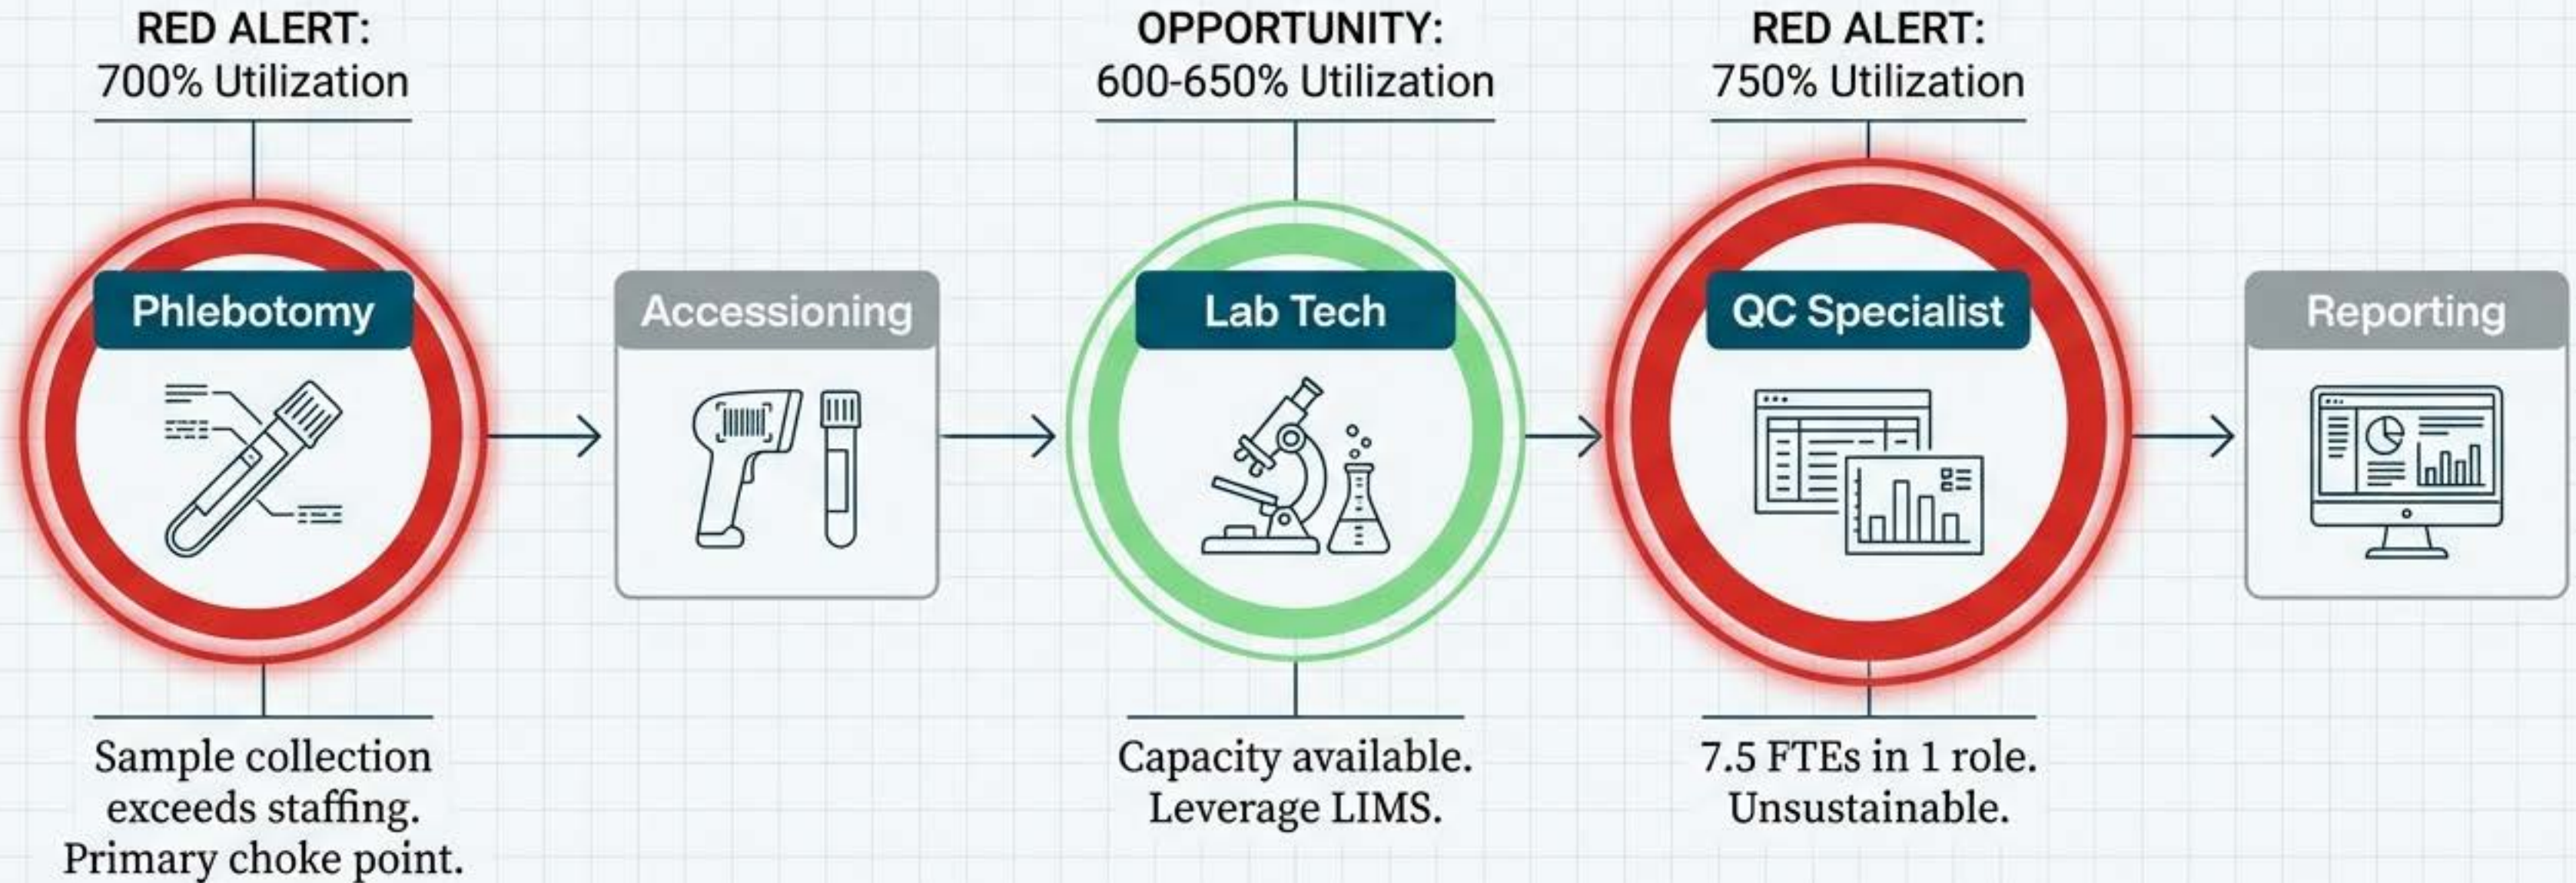 RED ALERT:
700% Utilization
OPPORTUNITY:
600-650% Utilization
RED ALERT:
750% Utilization
Phlebotomy
Accessioning
Lab Tech
QC Specialist
Reporting
Sample collection
exceeds staffing.
Primary choke point.
Capacity available.
Leverage LIMS.
7.5 FTEs in 1 role.
Unsustainable.